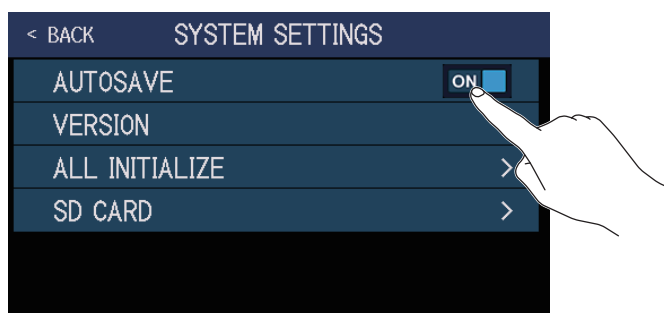 < BACK SYSTEM SETTINGS
AUTOSAVE ON
VERSION
ALL INITIALIZE >
SD CARD >